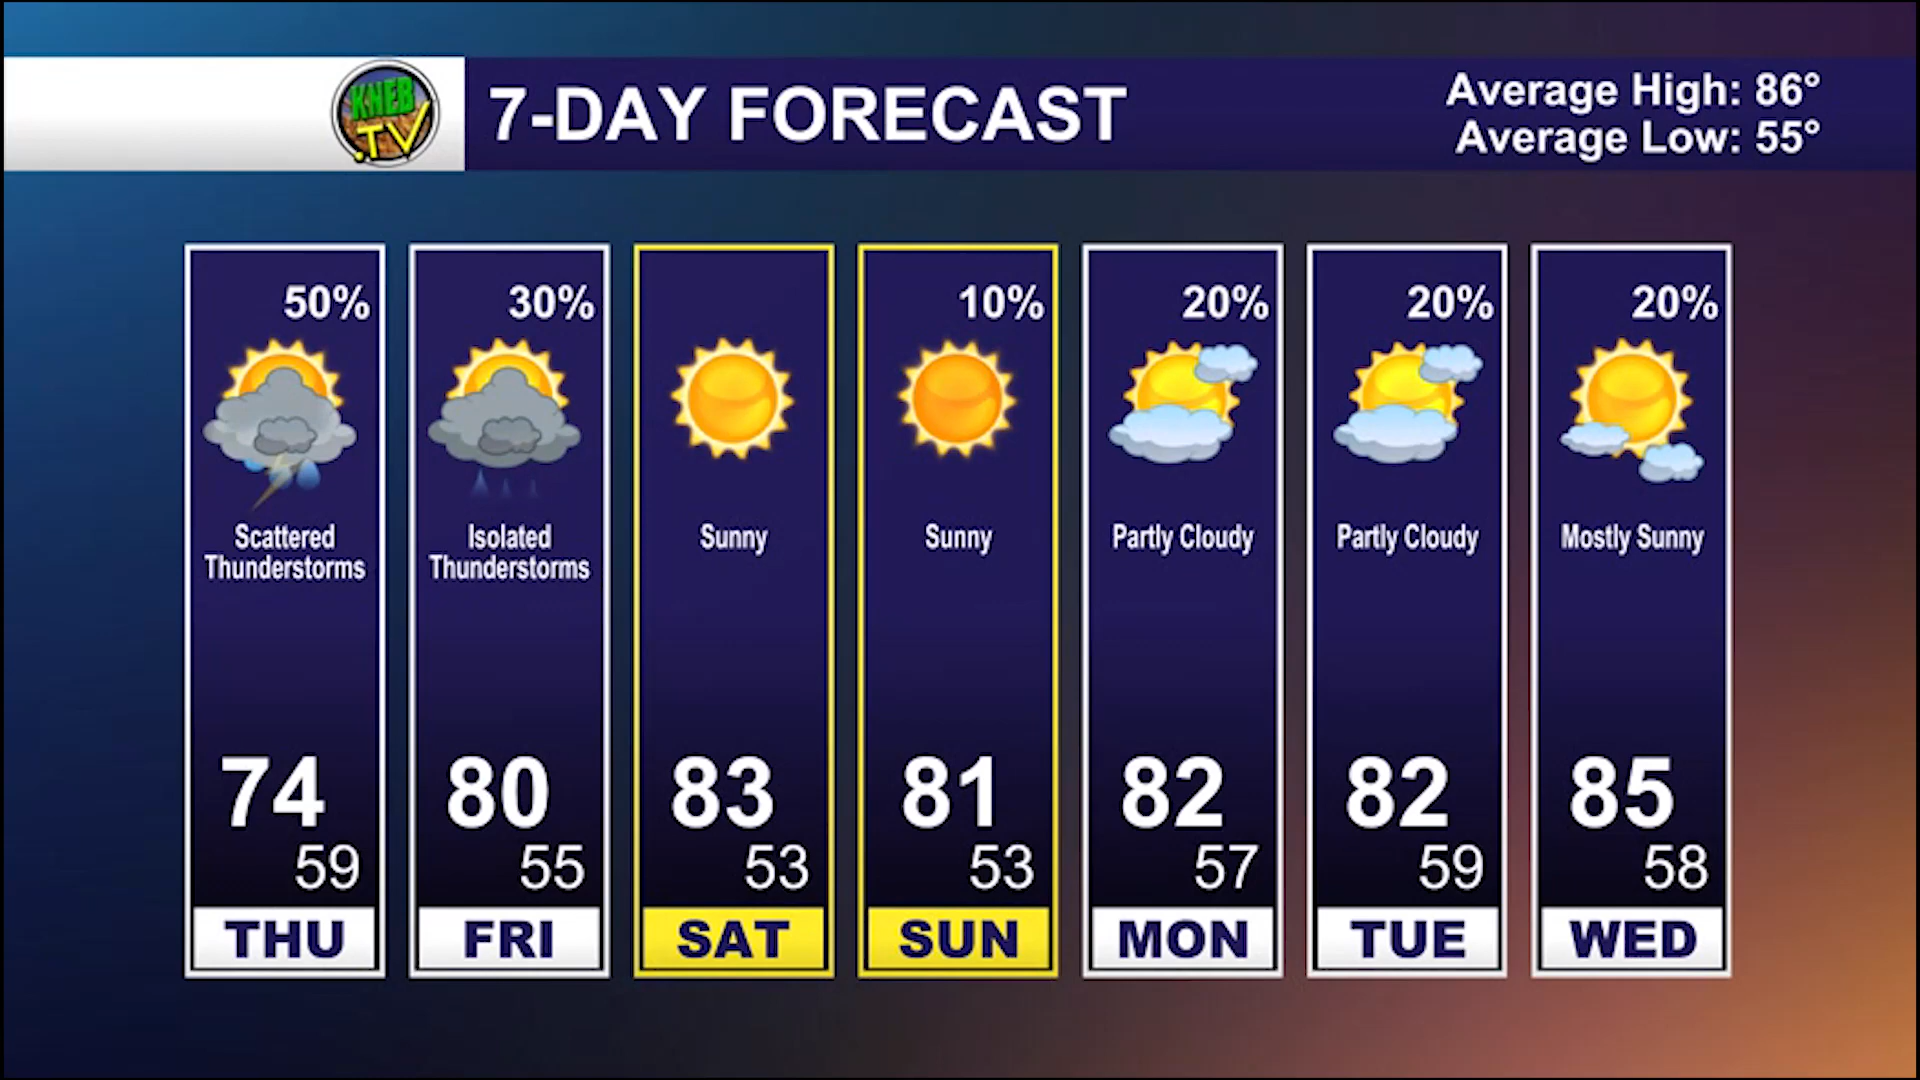 KNEB
.TV
7-DAY FORECAST
Average High: 86°
Average Low: 55°
50%
Scattered
Thunderstorms
74
59
THU
30%
Isolated
Thunderstorms
80
55
FRI
Sunny
83
53
SAT
10%
Sunny
81
53
SUN
20%
Partly Cloudy
82
57
MON
20%
Partly Cloudy
82
59
TUE
20%
Mostly Sunny
85
58
WED